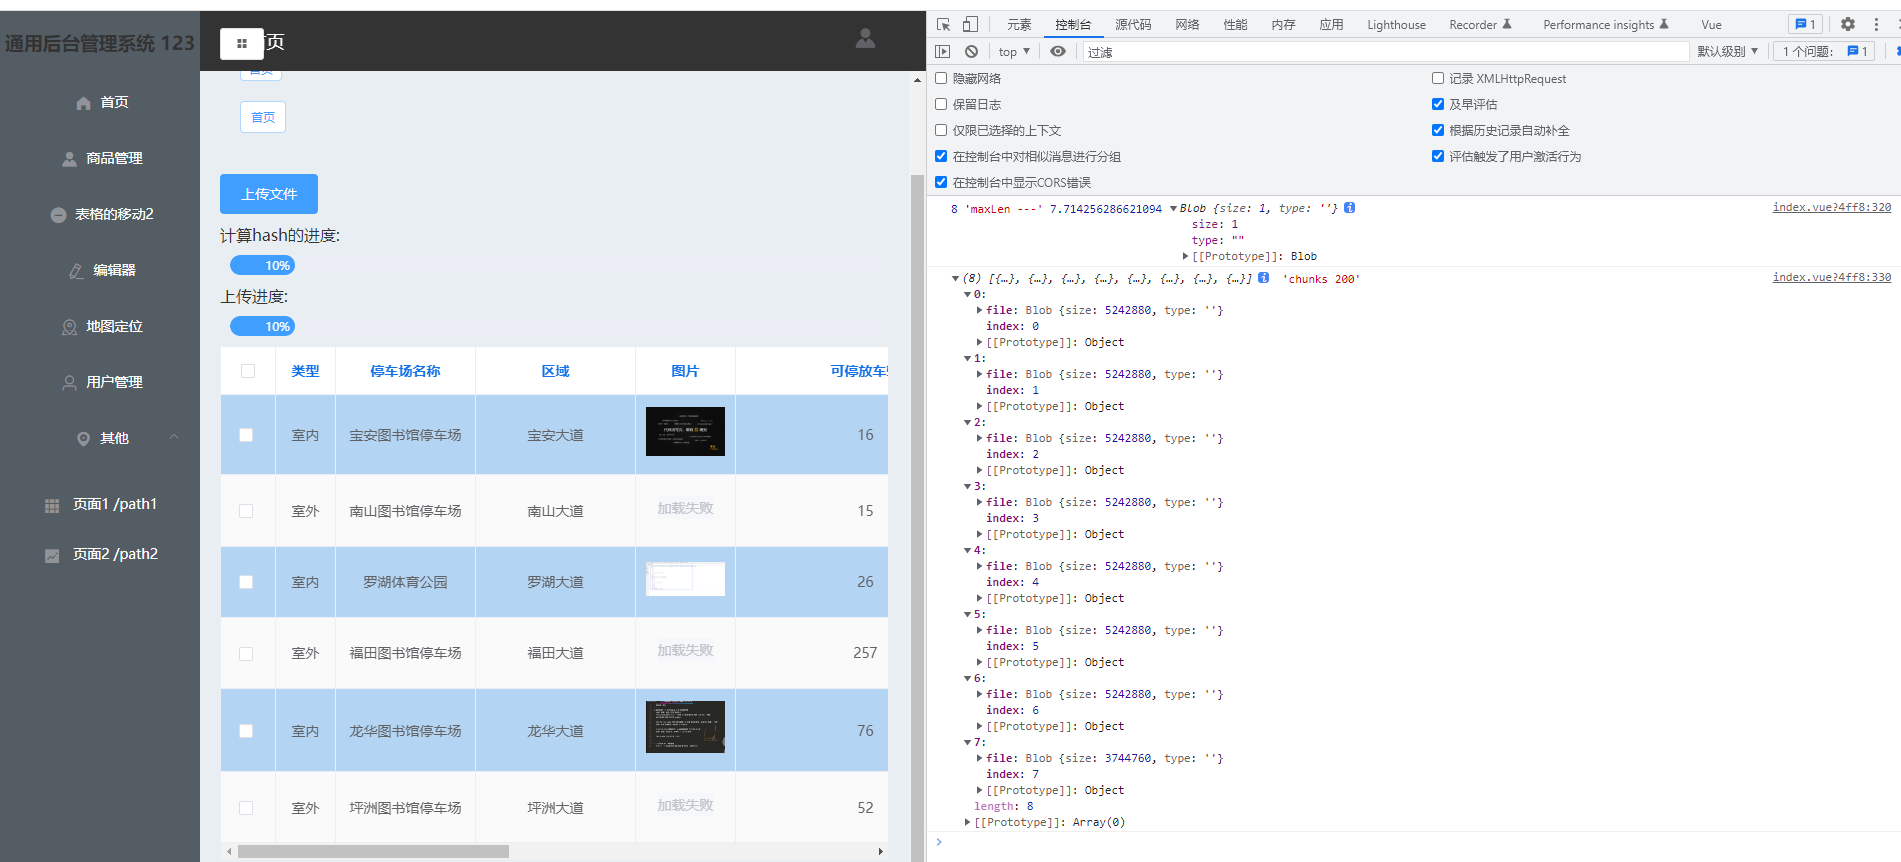 通用后台管理系统 123
首页
商品管理
表格的移动2
编辑器
地图定位
用户管理
其他
页面1 /path1
页面2 /path2
首页
首页
首页
上传文件
计算hash的进度:
10%
上传进度:
10%
类型 停车场名称 区域 图片 可停放车
室内 宝安图书馆停车场 宝安大道 16
室外 南山图书馆停车场 南山大道 加载失败 15
室内 罗湖体育公园 罗湖大道 26
室外 福田图书馆停车场 福田大道 加载失败 257
室内 龙华图书馆停车场 龙华大道 76
室外 坪洲图书馆停车场 坪洲大道 加载失败 52
元素 控制台 源代码 网络 性能 内存 应用 Lighthouse Recorder Performance insights Vue 1
top 过滤 默认级别 1 个问题: 1
隐藏网络 记录 XMLHttpRequest
保留日志 及早评估
仅限已选择的上下文 根据历史记录自动补全
在控制台中对相似消息进行分组 评估触发了用户激活行为
在控制台中显示CORS错误
8 'maxLen ---' 7.714256286621094 Blob {size: 1, type: ''} index.vue?4ff8:320
size: 1
type: ""
[[Prototype]]: Blob
(8) [{…}, {…}, {…}, {…}, {…}, {…}, {…}, {…}] 'chunks 200' index.vue?4ff8:330
0:
file: Blob {size: 5242880, type: ''}
index: 0
[[Prototype]]: Object
1:
file: Blob {size: 5242880, type: ''}
index: 1
[[Prototype]]: Object
2:
file: Blob {size: 5242880, type: ''}
index: 2
[[Prototype]]: Object
3:
file: Blob {size: 5242880, type: ''}
index: 3
[[Prototype]]: Object
4:
file: Blob {size: 5242880, type: ''}
index: 4
[[Prototype]]: Object
5:
file: Blob {size: 5242880, type: ''}
index: 5
[[Prototype]]: Object
6:
file: Blob {size: 5242880, type: ''}
index: 6
[[Prototype]]: Object
7:
file: Blob {size: 3744760, type: ''}
index: 7
[[Prototype]]: Object
length: 8
[[Prototype]]: Array(0)